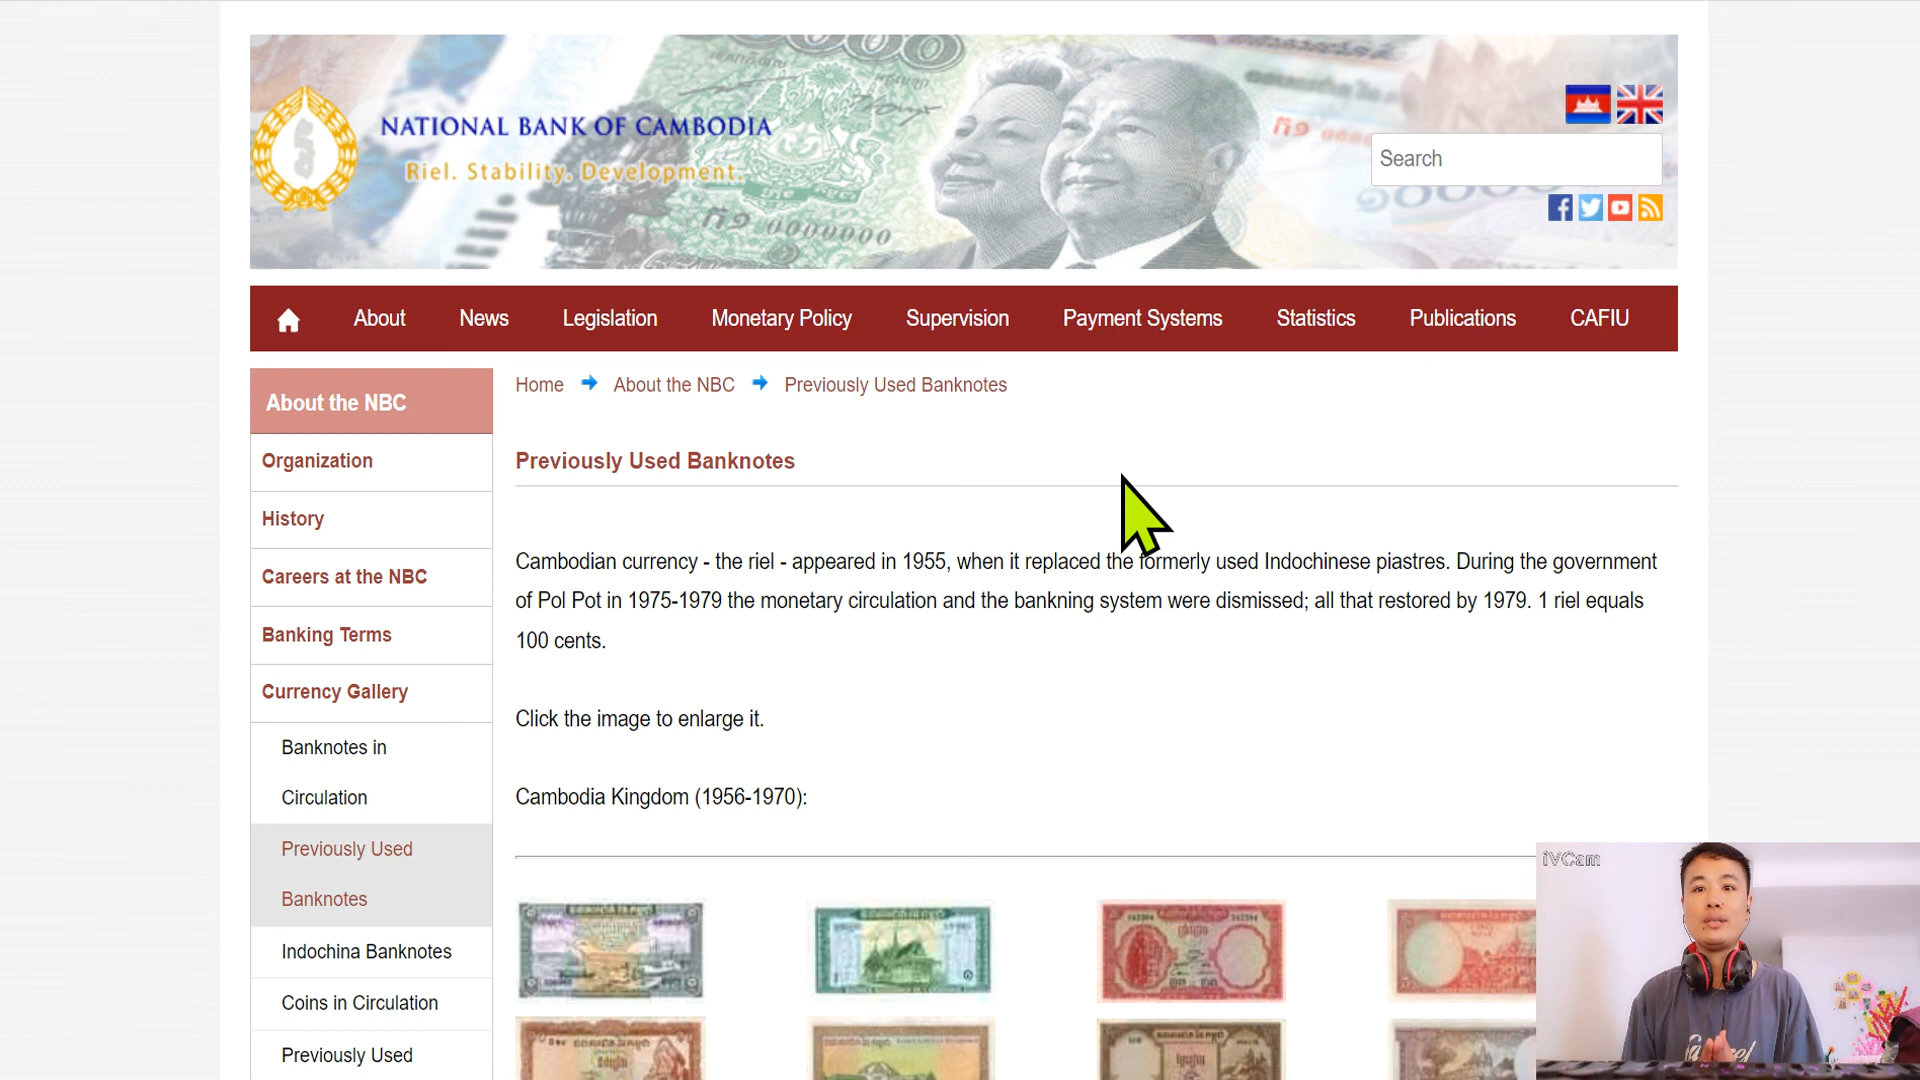 NATIONAL BANK OF CAMBODIA
Riel. Stability. Development.
Search
About
News
Legislation
Monetary Policy
Supervision
Payment Systems
Statistics
Publications
CAFIU
About the NBC
Organization
History
Careers at the NBC
Banking Terms
Currency Gallery
Banknotes in
Circulation
Previously Used
Banknotes
Indochina Banknotes
Coins in Circulation
Previously Used
Home
About the NBC
Previously Used Banknotes
Previously Used Banknotes
Cambodian currency - the riel - appeared in 1955, when it replaced the formerly used Indochinese piastres. During the government
of Pol Pot in 1975-1979 the monetary circulation and the bankning system were dismissed; all that restored by 1979. 1 riel equals
100 cents.
Click the image to enlarge it.
Cambodia Kingdom (1956-1970):
iVCam